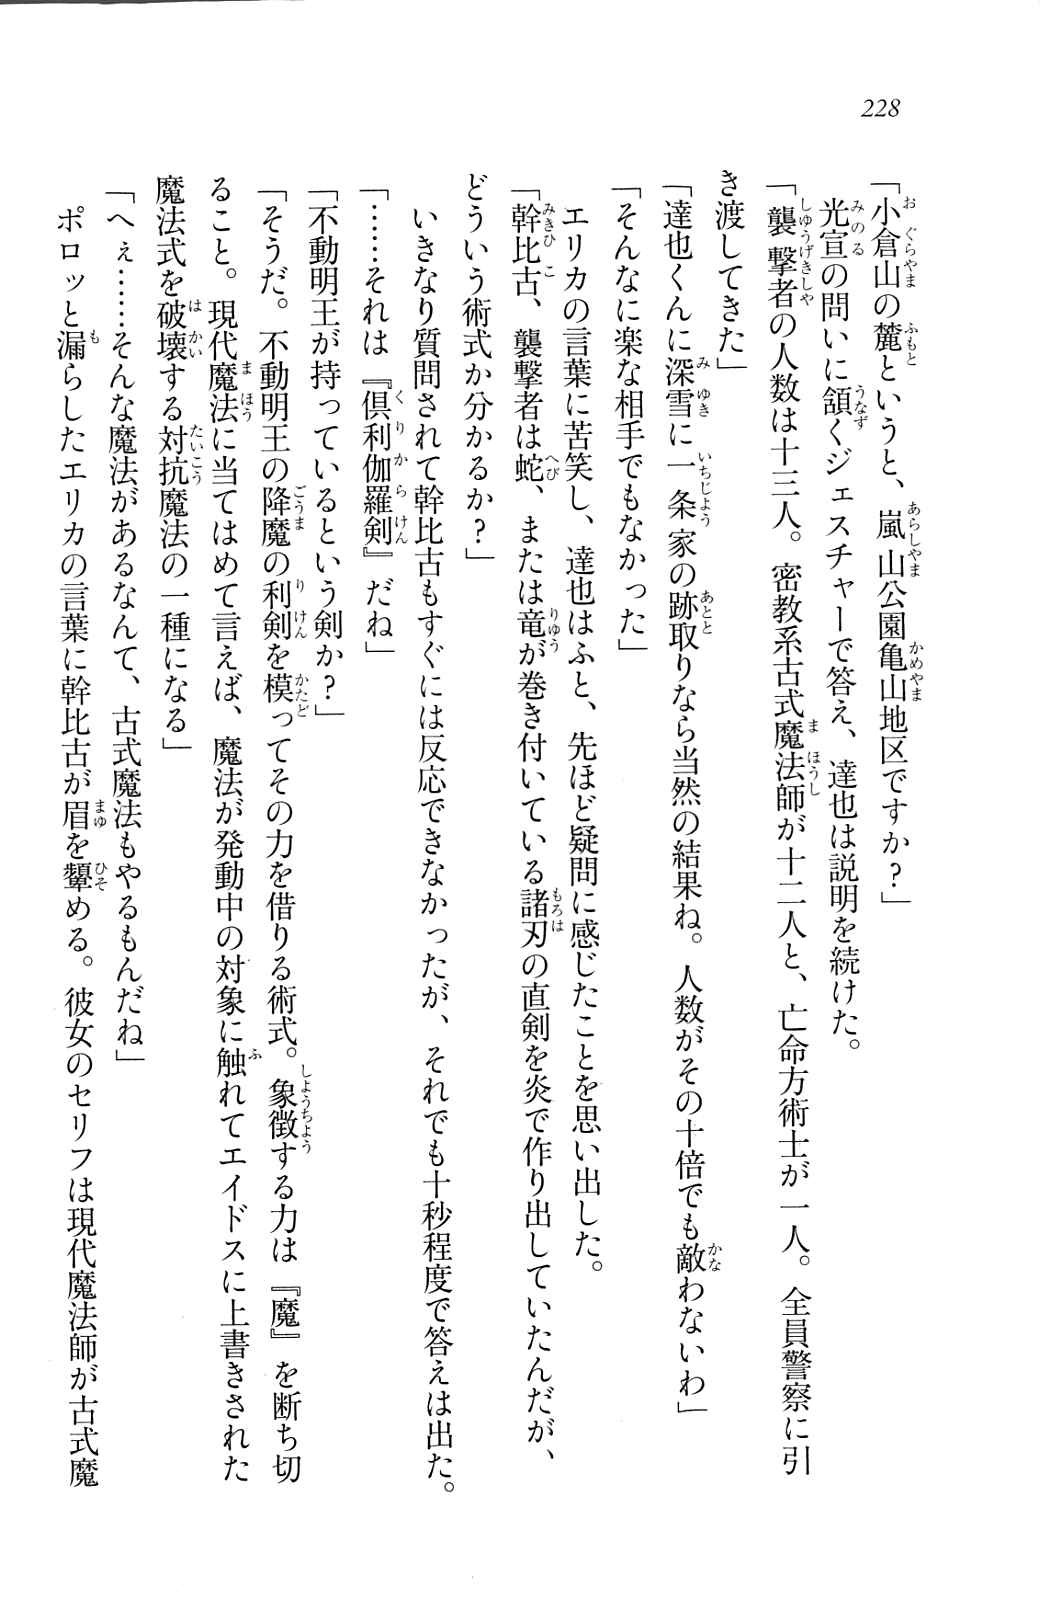 228
「小倉山の麓というと、嵐山公園亀山地区ですか？」
光宣の問いに頷くジェスチャーで答え、達也は説明を続けた。
「襲撃者の人数は十三人。密教系古式魔法師が十二人と、亡命方術士が一人。全員警察に引
き渡してきた」
「達也くんに深雪に一条家の跡取りなら当然の結果ね。人数がその十倍でも敵わないわ」
「そんなに楽な相手でもなかった」
エリカの言葉に苦笑し、達也はふと、先ほど疑問に感じたことを思い出した。
「幹比古、襲撃者は蛇、または竜が巻き付いている諸刃の直剣を炎で作り出していたんだが、
どういう術式か分かるか？」
いきなり質問されて幹比古もすぐには反応できなかったが、それでも十秒程度で答えは出た。
「……それは『倶利伽羅剣』だね」
「不動明王が持っているという剣か？」
「そうだ。不動明王の降魔の利剣を模ってその力を借りる術式。象徴する力は『魔』を断ち切
ること。現代魔法に当てはめて言えば、魔法が発動中の対象に触れてエイドスに上書きされた
魔法式を破壊する対抗魔法の一種になる」
「へぇ……そんな魔法があるなんて、古式魔法もやるもんだね」
ポロッと漏らしたエリカの言葉に幹比古が眉を顰める。彼女のセリフは現代魔法師が古式魔